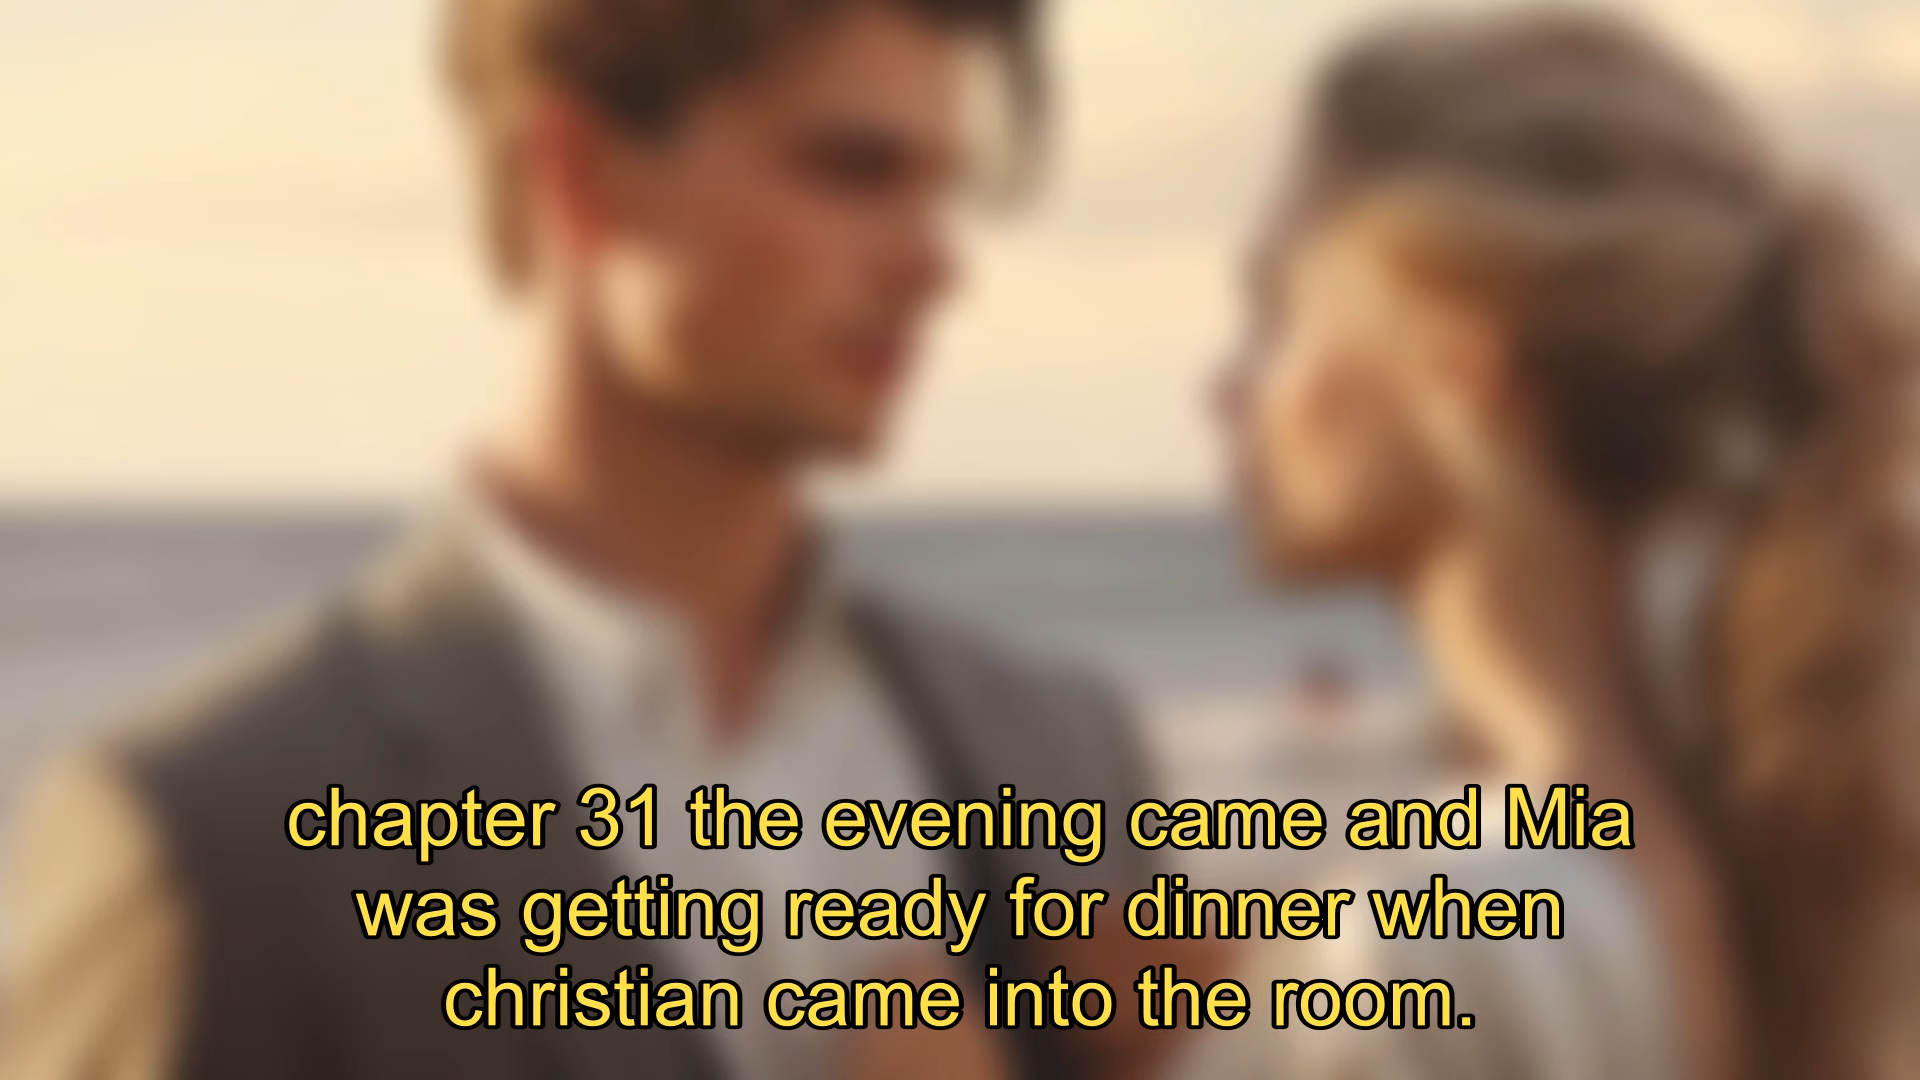 chapter 31 the evening came and Mia
was getting ready for dinner when
christian came into the room.